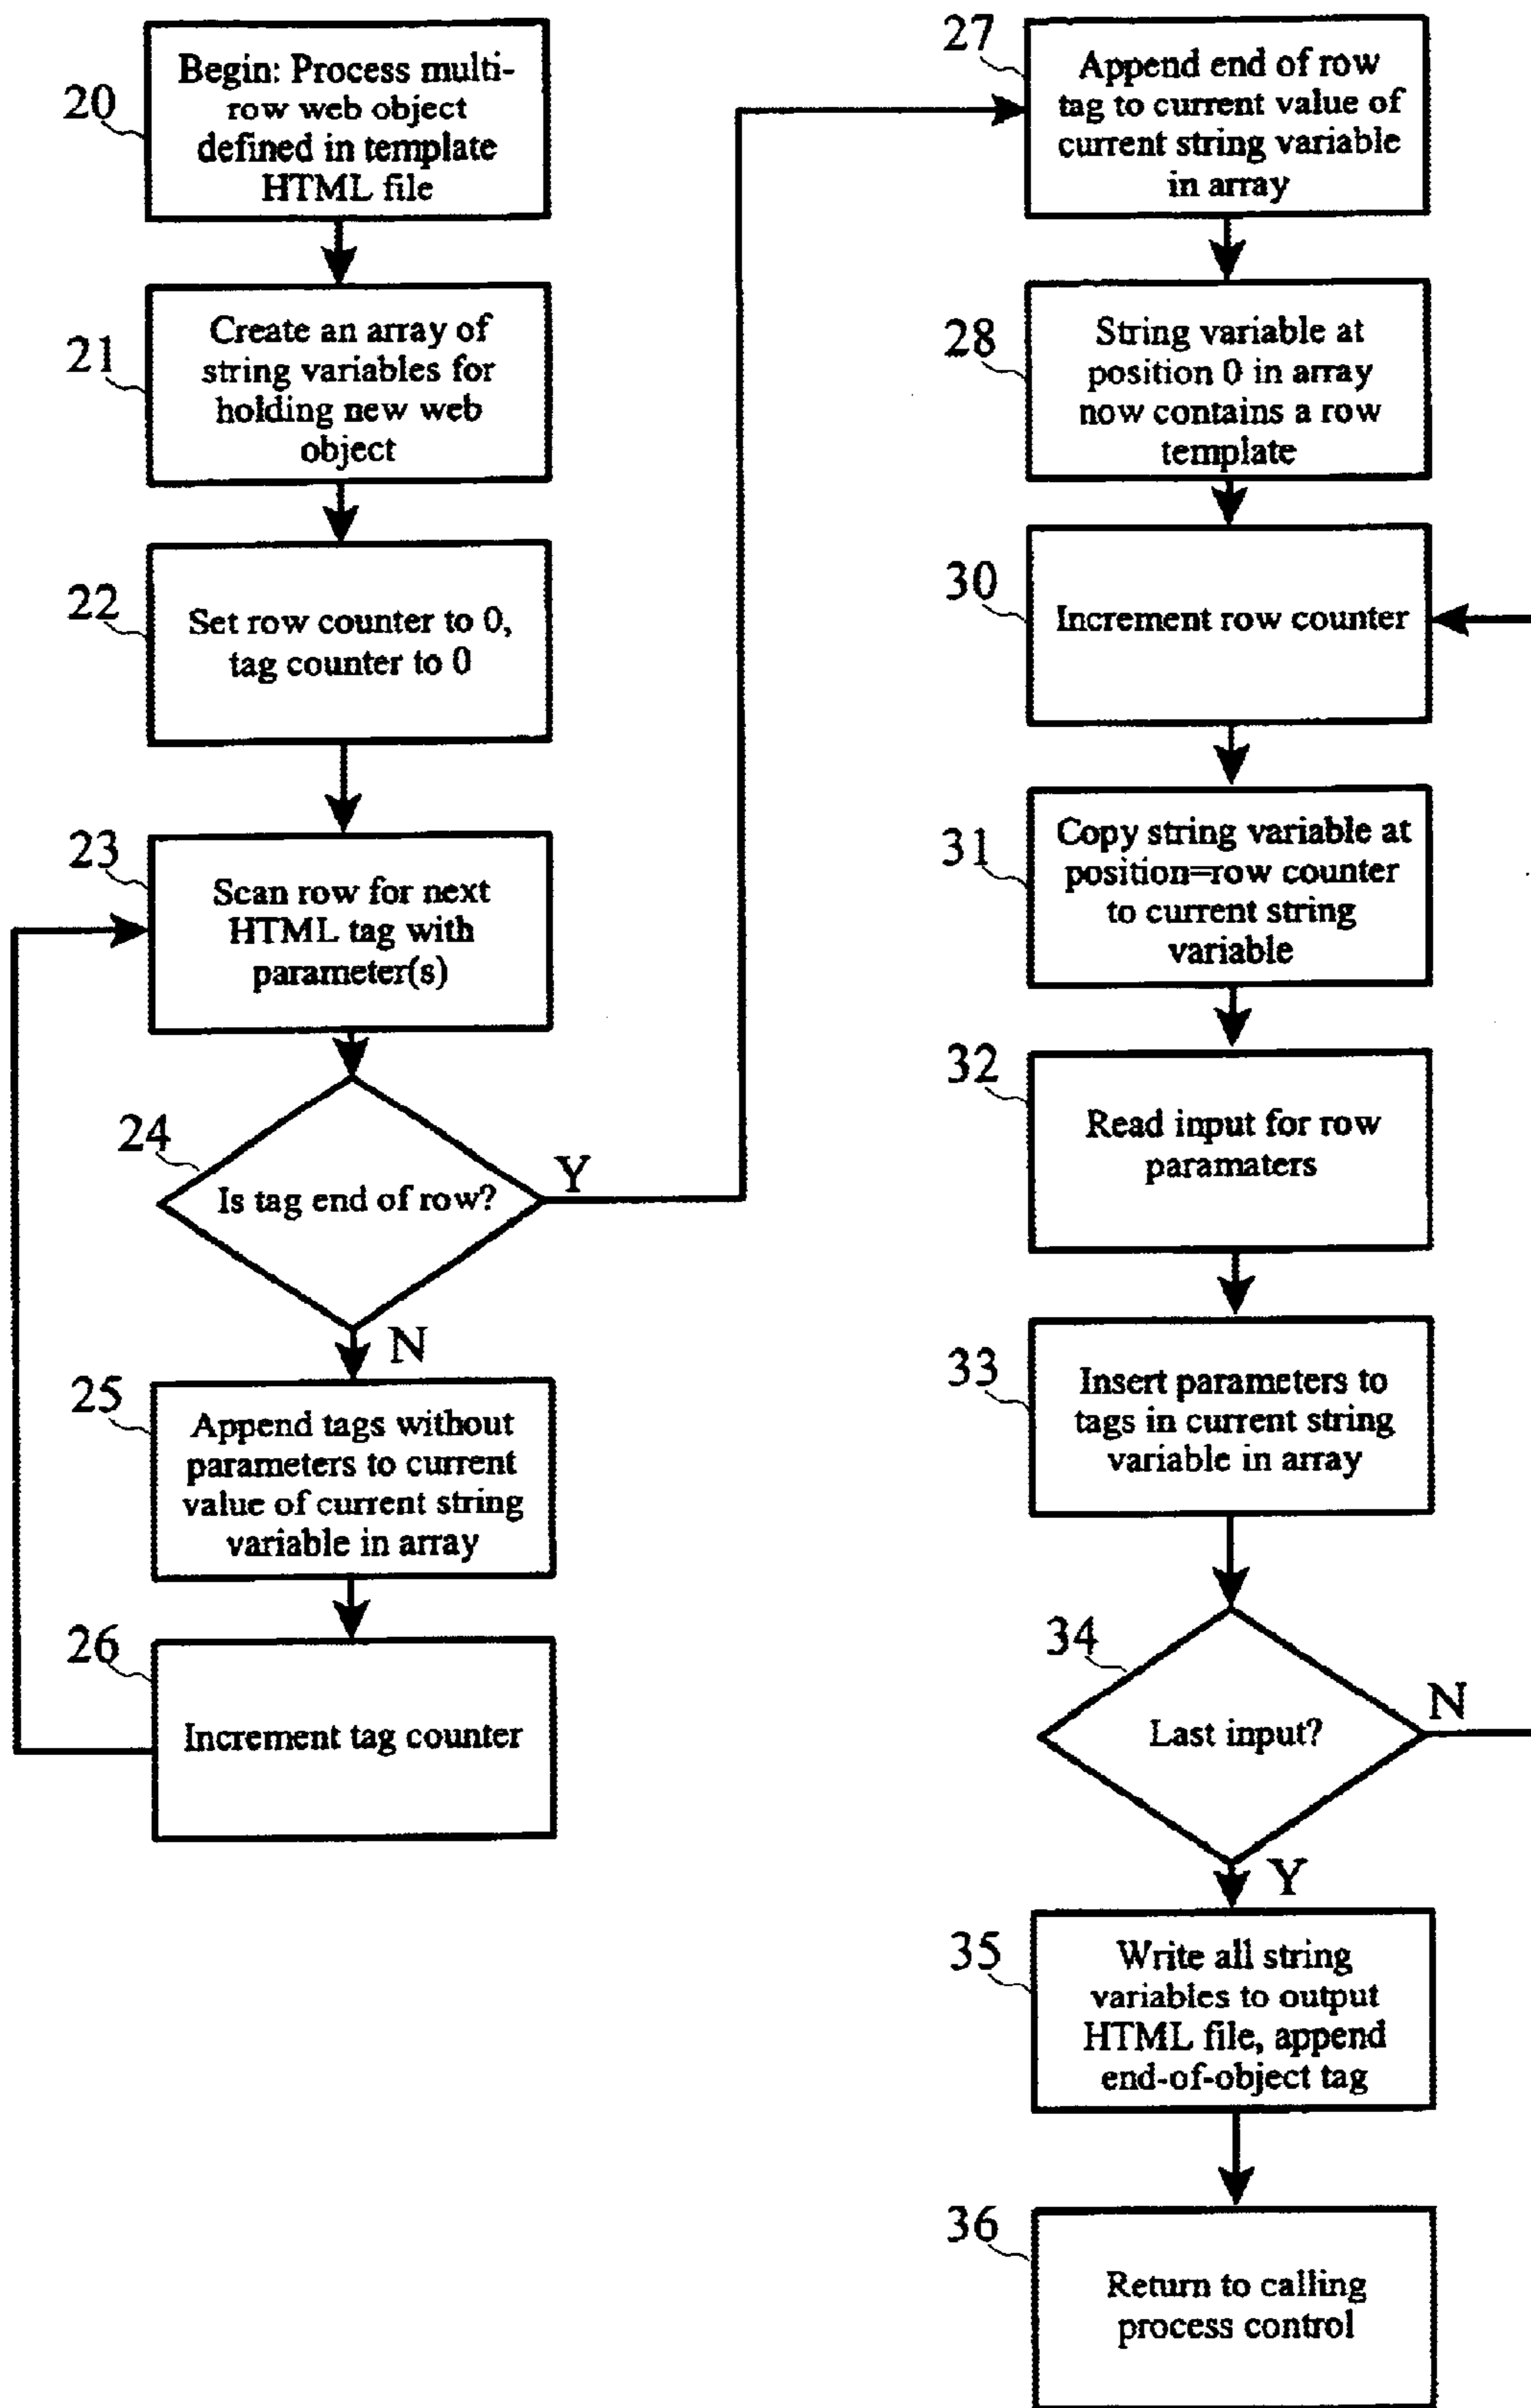 20
Begin: Process multi-
row web object
defined in template
HTML file
21
Create an array of
string variables for
holding new web
object
22
Set row counter to 0,
tag counter to 0
23
Scan row for next
HTML tag with
parameter(s)
24
Is tag end of row?
Y
N
25
Append tags without
parameters to current
value of current string
variable in array
26
Increment tag counter
27
Append end of row
tag to current value of
current string variable
in array
28
String variable at
position 0 in array
now contains a row
template
30
Increment row counter
31
Copy string variable at
position=row counter
to current string
variable
32
Read input for row
paramaters
33
Insert parameters to
tags in current string
variable in array
34
Last input?
N
Y
35
Write all string
variables to output
HTML file, append
end-of-object tag
36
Return to calling
process control